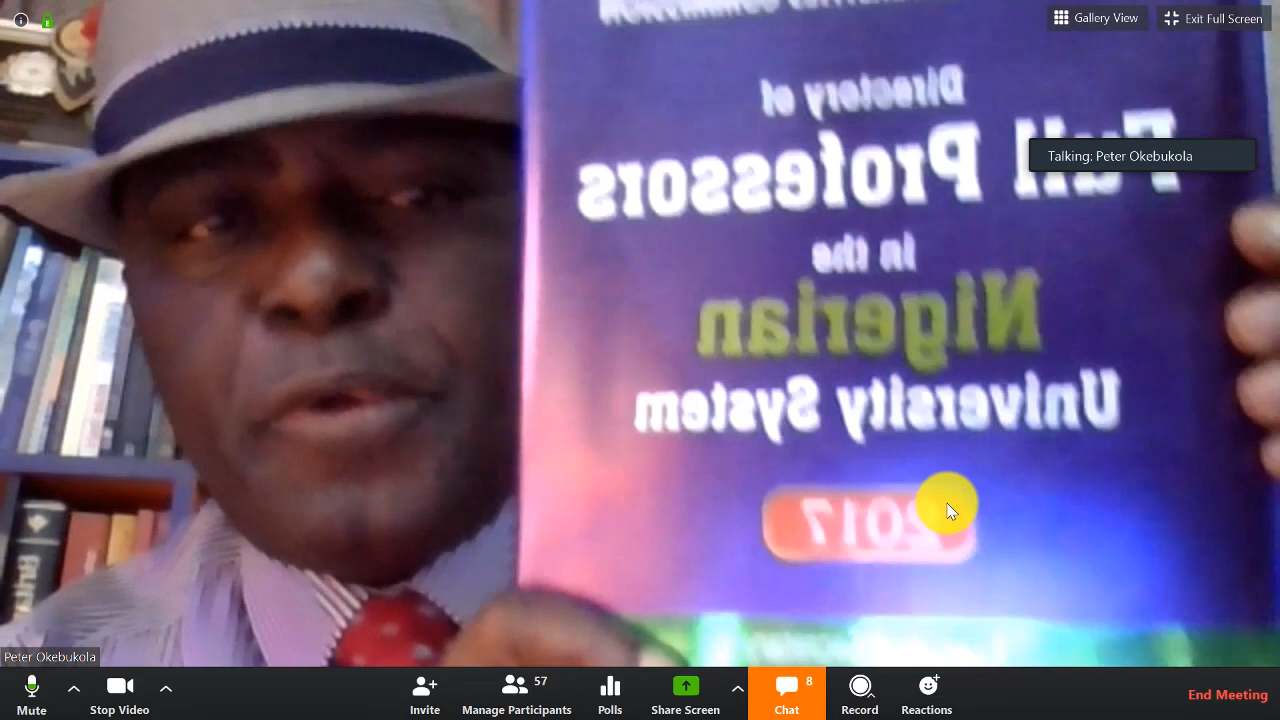 Gallery View
Exit Full Screen
COMMISSION
Directory of
Full Professors
Talking: Peter Okebukola
in the
Nigerian
University System
2017
Peter Okebukola
Mute
Stop Video
Invite
57
Manage Participants
Polls
Share Screen
8
Chat
Record
Reactions
End Meeting